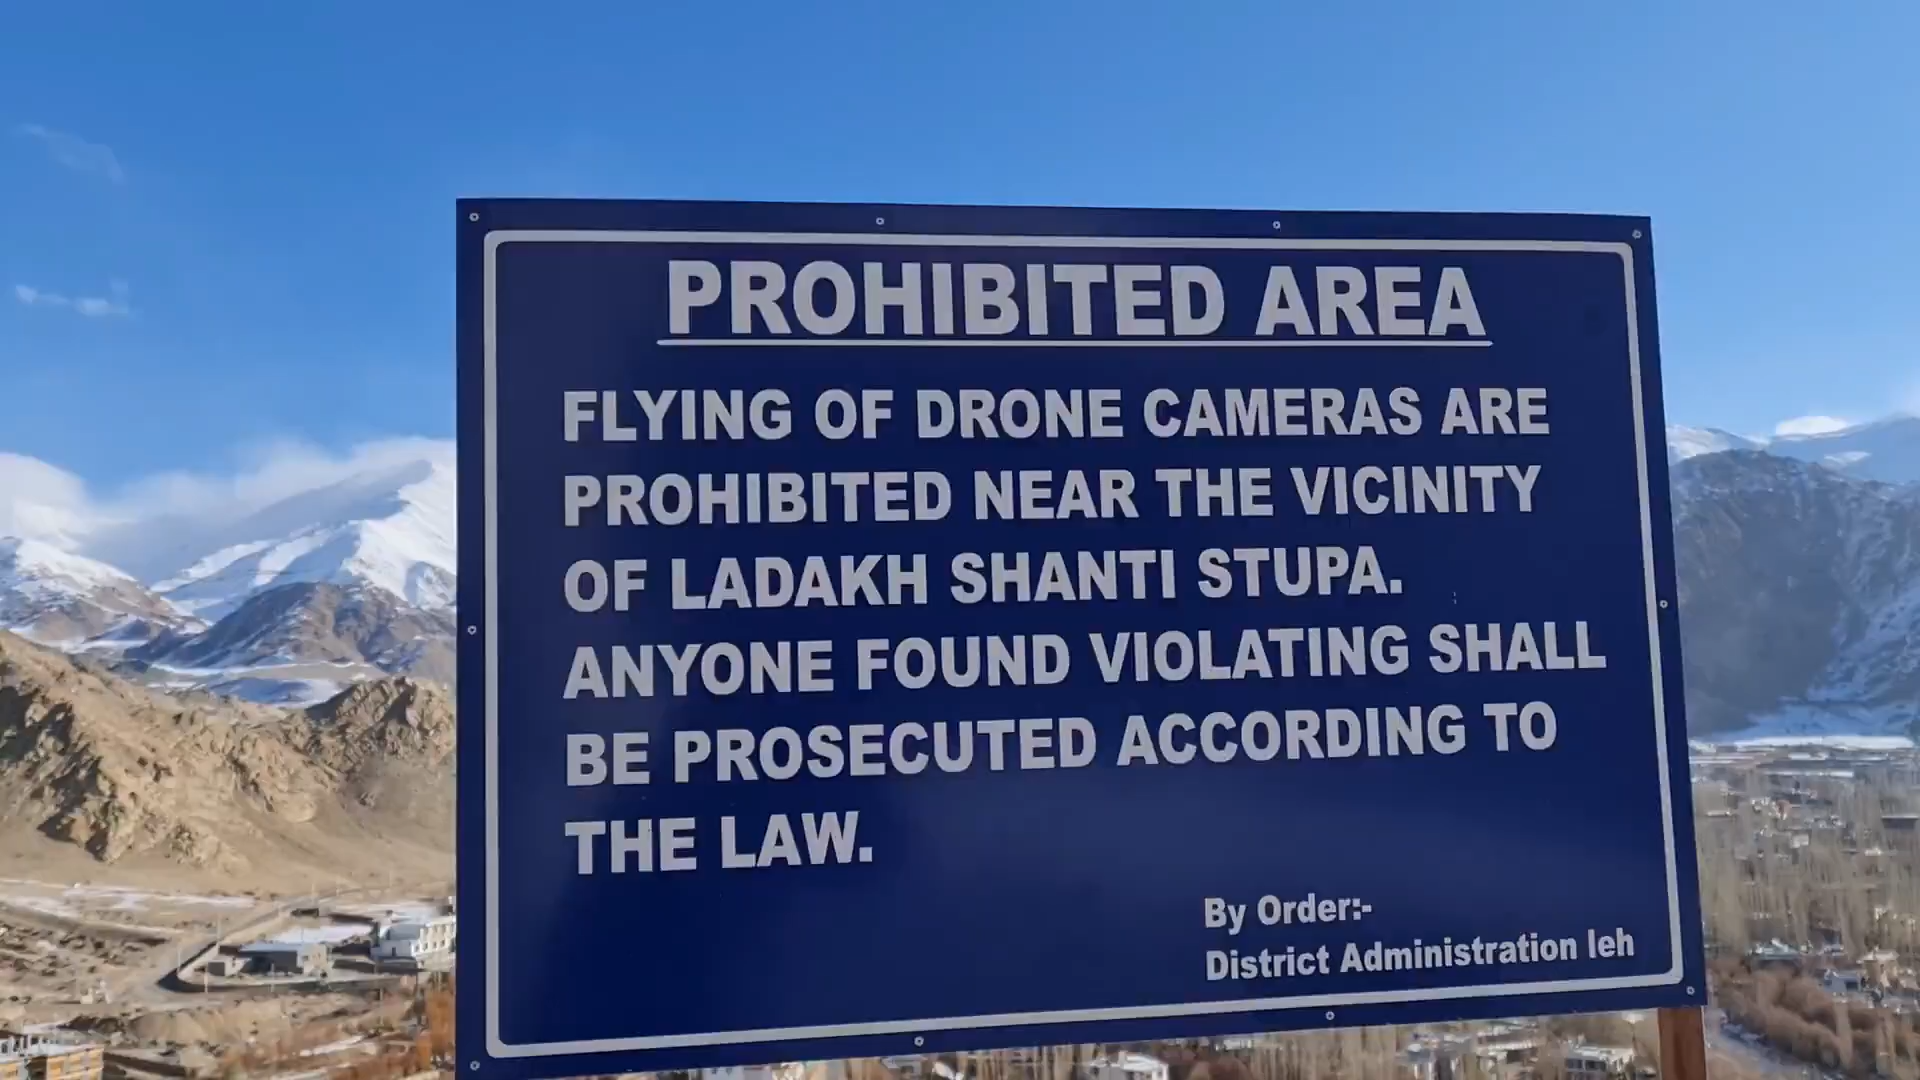 PROHIBITED AREA
FLYING OF DRONE CAMERAS ARE
PROHIBITED NEAR THE VICINITY
OF LADAKH SHANTI STUPA.
ANYONE FOUND VIOLATING SHALL
BE PROSECUTED ACCORDING TO
THE LAW.
By Order:-
District Administration leh